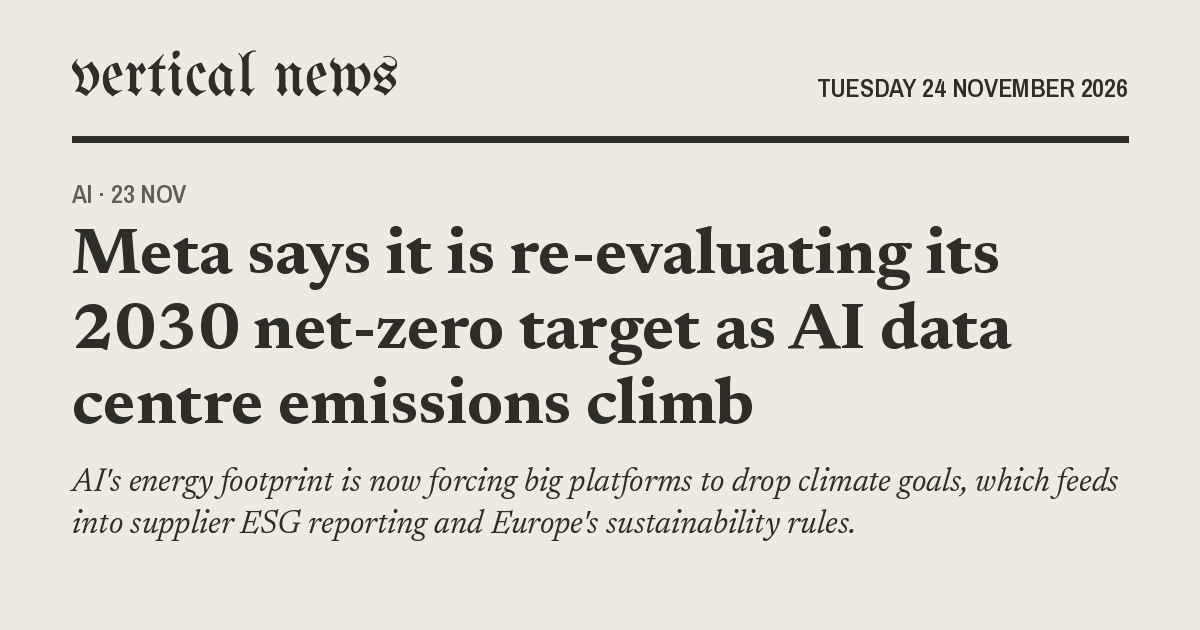 vertical news
TUESDAY 24 NOVEMBER 2026
AI · 23 NOV
Meta says it is re-evaluating its
2030 net-zero target as AI data
centre emissions climb
AI's energy footprint is now forcing big platforms to drop climate goals, which feeds
into supplier ESG reporting and Europe's sustainability rules.